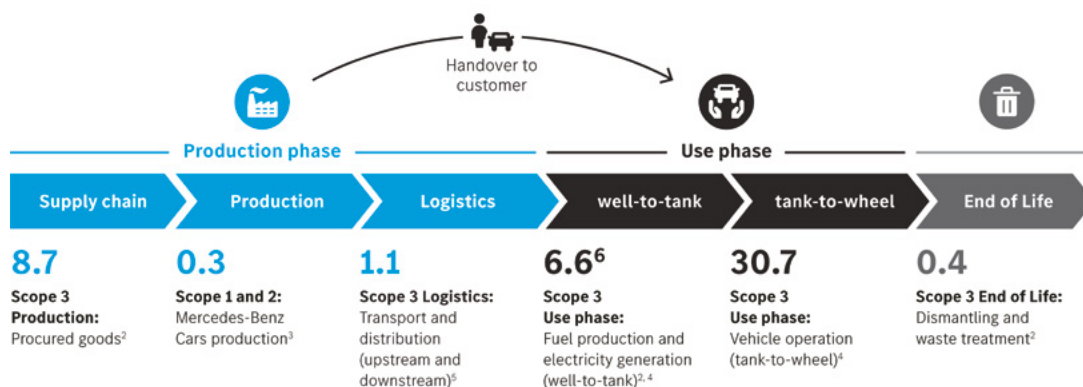 Handover to
customer
Production phase
Use phase
Supply chain
Production
Logistics
well-to-tank
tank-to-wheel
End of Life
8.7
Scope 3
Production:
Procured goods²
0.3
Scope 1 and 2:
Mercedes-Benz
Cars production³
1.1
Scope 3 Logistics:
Transport and
distribution
(upstream and
downstream)⁵
6.6⁶
Scope 3
Use phase:
Fuel production and
electricity generation
(well-to-tank)²,⁴
30.7
Scope 3
Use phase:
Vehicle operation
(tank-to-wheel)⁴
0.4
Scope 3 End of Life:
Dismantling and
waste treatment²